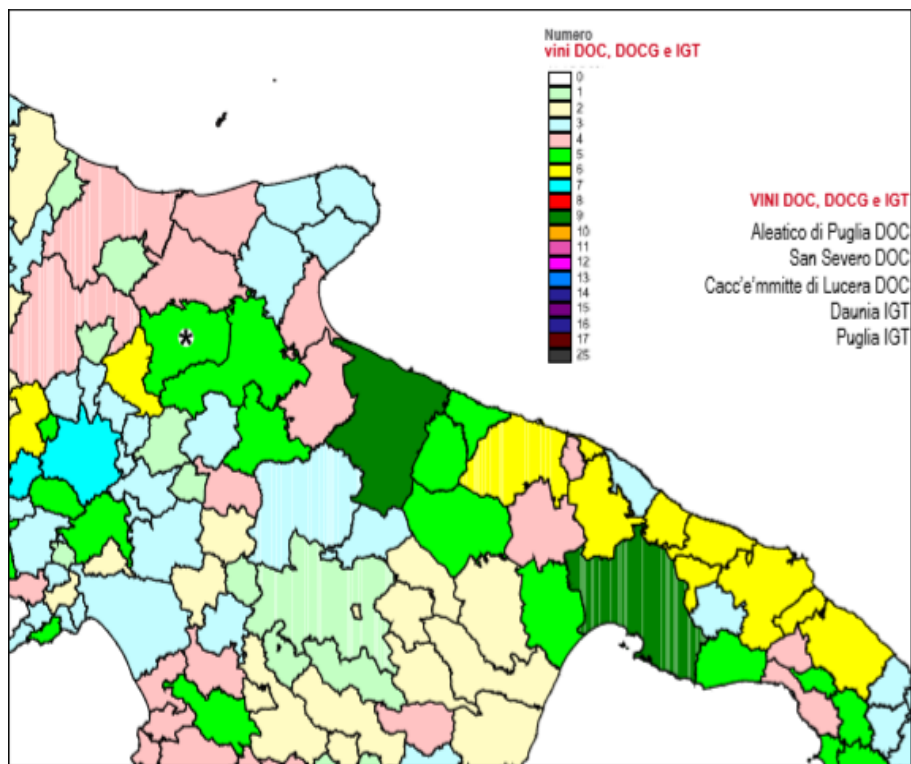 Numero
vini DOC, DOCG e IGT
0
1
2
3
4
5
6
7
8
9
10
11
12
13
14
15
16
17
25
VINI DOC, DOCG e IGT
Aleatico di Puglia DOC
San Severo DOC
Cacc'e'mmitte di Lucera DOC
Daunia IGT
Puglia IGT
*